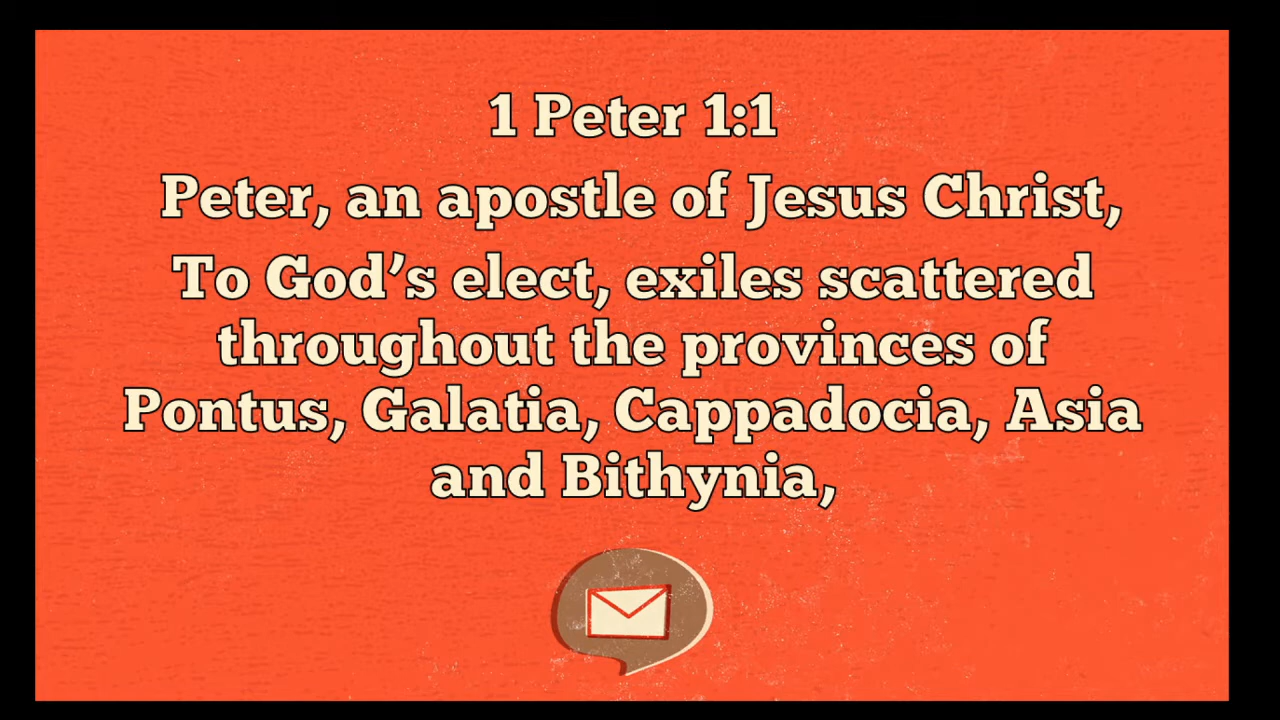 1 Peter 1:1
Peter, an apostle of Jesus Christ,
To God’s elect, exiles scattered
throughout the provinces of
Pontus, Galatia, Cappadocia, Asia
and Bithynia,